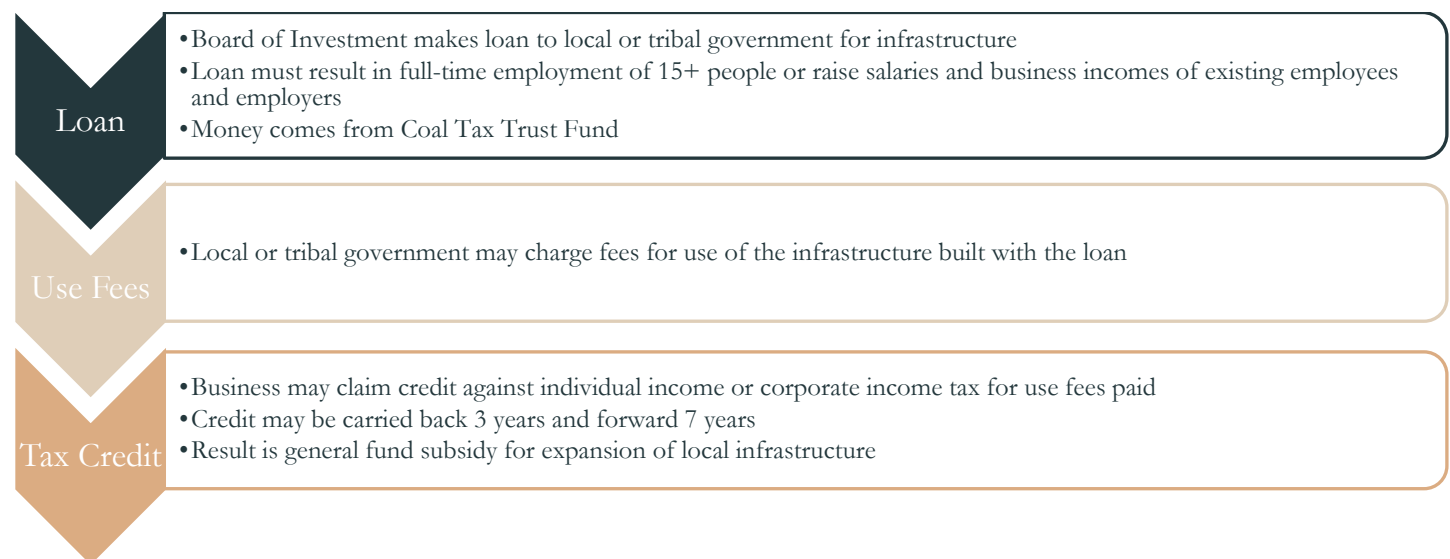 Loan
•Board of Investment makes loan to local or tribal government for infrastructure
•Loan must result in full-time employment of 15+ people or raise salaries and business incomes of existing employees
and employers
•Money comes from Coal Tax Trust Fund
Use Fees
•Local or tribal government may charge fees for use of the infrastructure built with the loan
Tax Credit
•Business may claim credit against individual income or corporate income tax for use fees paid
•Credit may be carried back 3 years and forward 7 years
•Result is general fund subsidy for expansion of local infrastructure